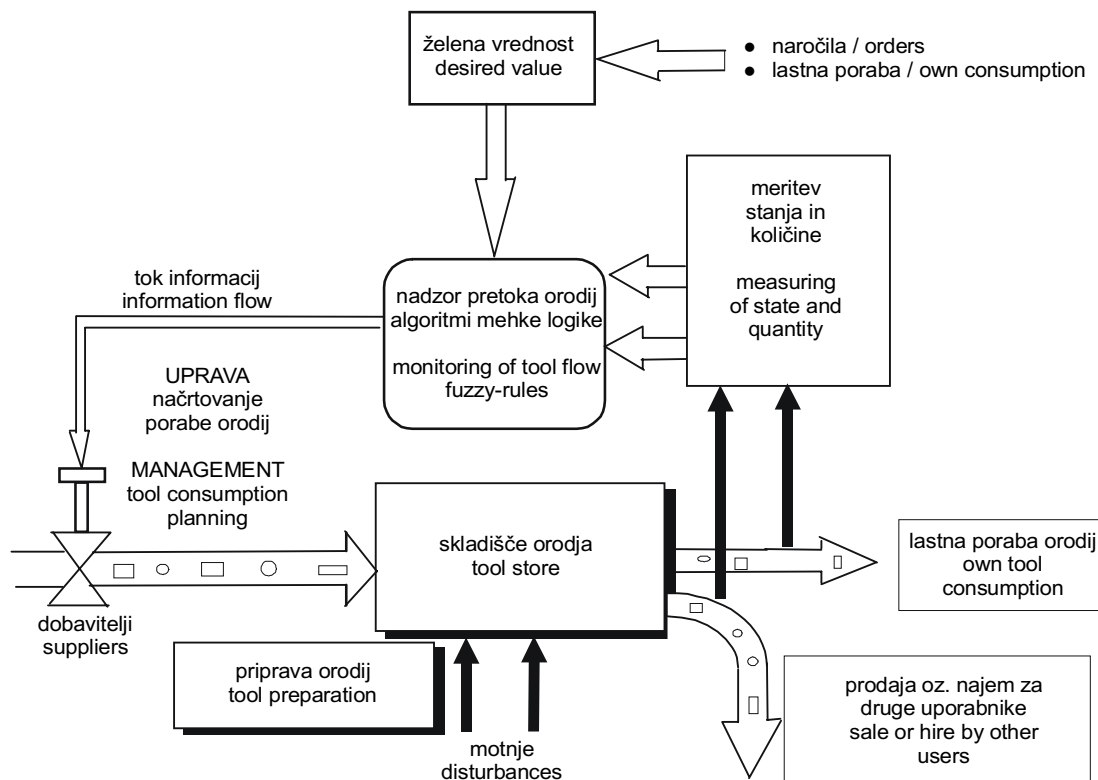 želena vrednost
desired value
• naročila / orders
• lastna poraba / own consumption
meritev
stanja in
količine
measuring
of state and
quantity
tok informacij
information flow
nadzor pretoka orodij
algoritmi mehke logike
monitoring of tool flow
fuzzy-rules
UPRAVA
načrtovanje
porabe orodij
MANAGEMENT
tool consumption
planning
skladišče orodja
tool store
lastna poraba orodij
own tool
consumption
dobavitelji
suppliers
priprava orodij
tool preparation
motnje
disturbances
prodaja oz. najem za
druge uporabnike
sale or hire by other
users